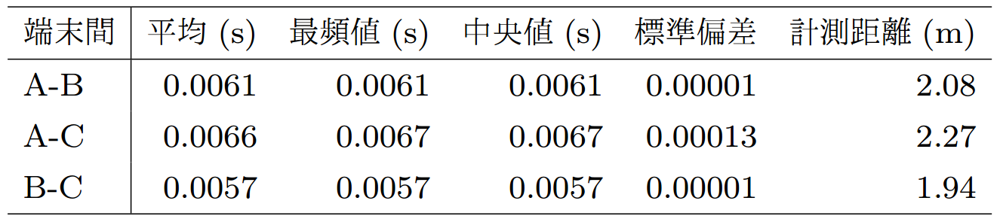 端末間 平均 (s) 最頻値 (s) 中央値 (s) 標準偏差 計測距離 (m)
A-B 0.0061 0.0061 0.0061 0.00001 2.08
A-C 0.0066 0.0067 0.0067 0.00013 2.27
B-C 0.0057 0.0057 0.0057 0.00001 1.94